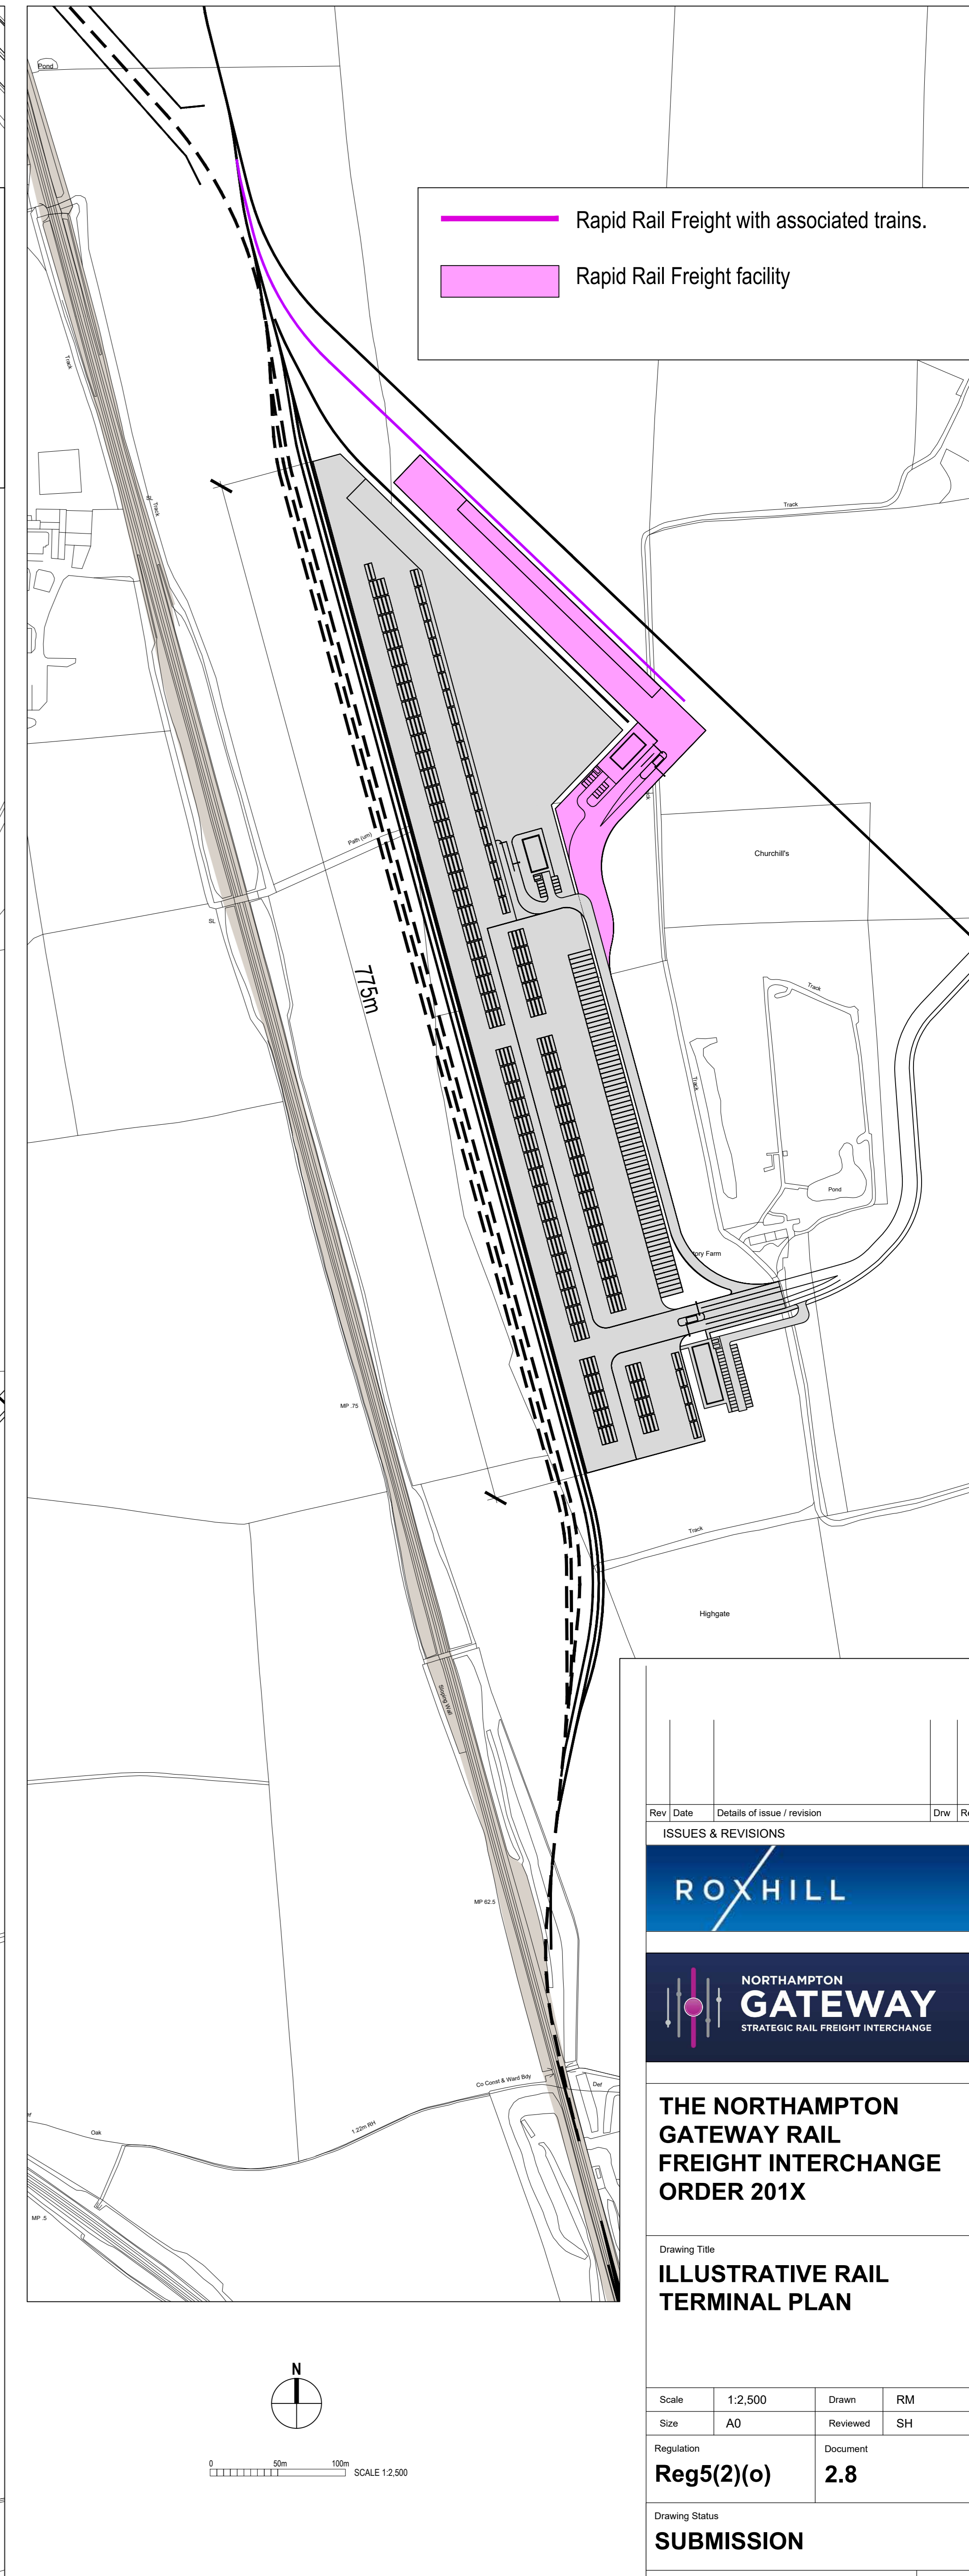 Pond
Rapid Rail Freight with associated trains.
Rapid Rail Freight facility
Track
Track
Track
Path (um)
Churchill's
SL
775m
Track
Track
Pond
tory Farm
MP .75
Track
Highgate
Sloping Wall
MP 62.5
Co Const & Ward Bdy
Def
1.22m RH
Oak
MP .5
Rev Date Details of issue / revision Drw
ISSUES & REVISIONS
ROXHILL
NORTHAMPTON
GATEWAY
STRATEGIC RAIL FREIGHT INTERCHANGE
THE NORTHAMPTON
GATEWAY RAIL
FREIGHT INTERCHANGE
ORDER 201X
Drawing Title
ILLUSTRATIVE RAIL
TERMINAL PLAN
N
0 50m 100m
SCALE 1:2,500
Scale 1:2,500 Drawn RM
Size A0 Reviewed SH
Regulation Document
Reg5(2)(o) 2.8
Drawing Status
SUBMISSION